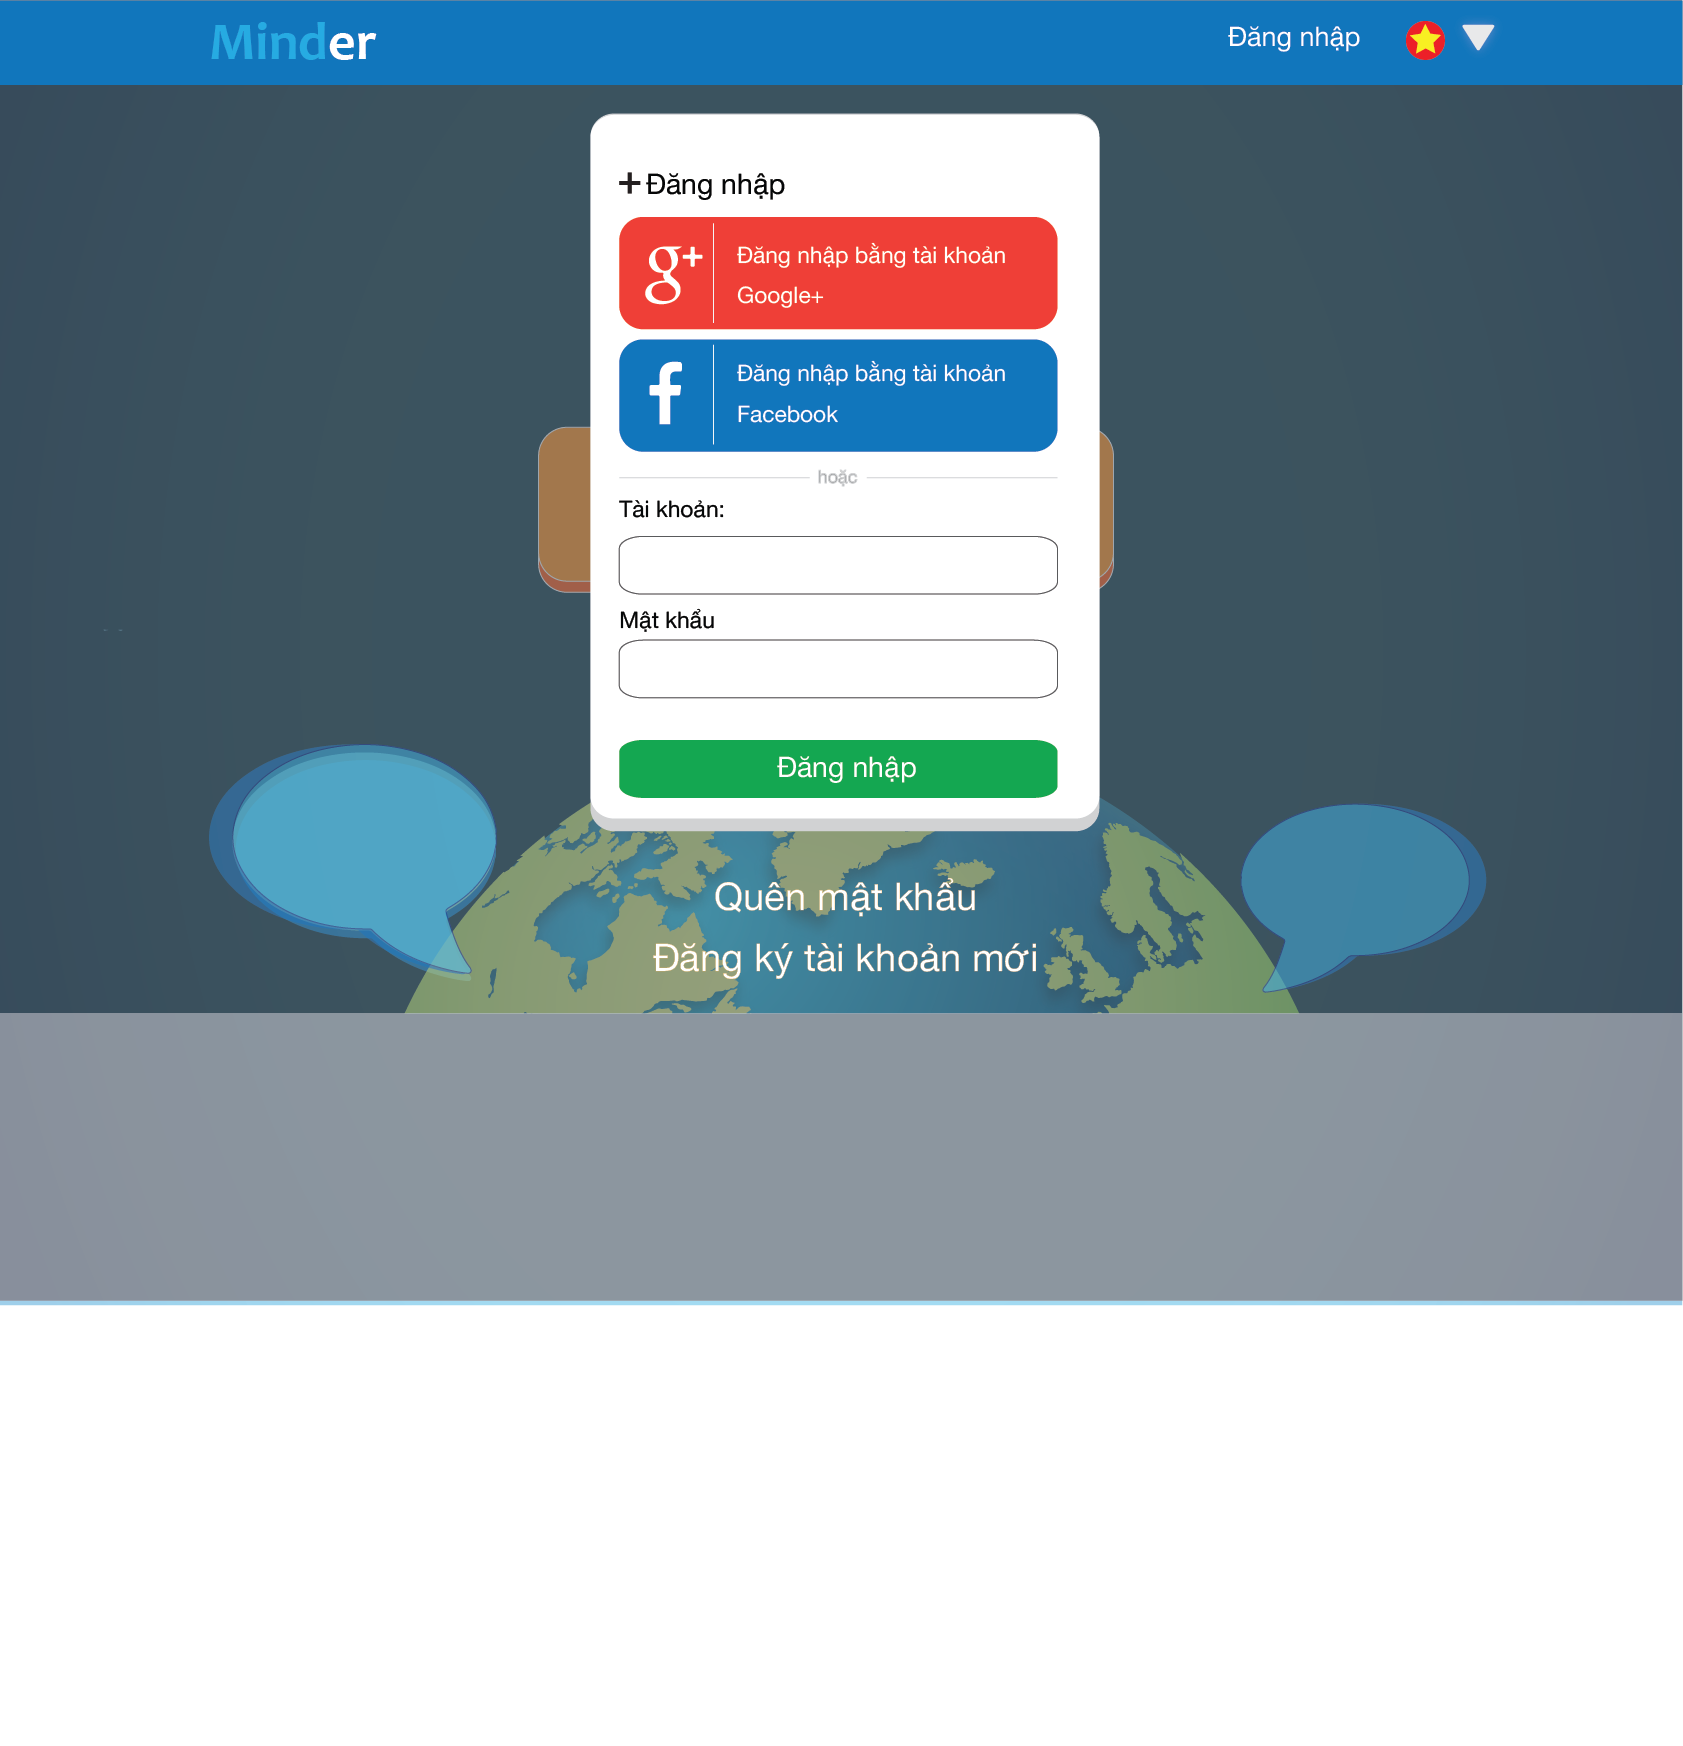 Minder
Đăng nhập
Đăng nhập
g+
Đăng nhập bằng tài khoản
Google+
f
Đăng nhập bằng tài khoản
Facebook
hoặc
Tài khoản:
Mật khẩu
Đăng nhập
Quên mật khẩu
Đăng ký tài khoản mới